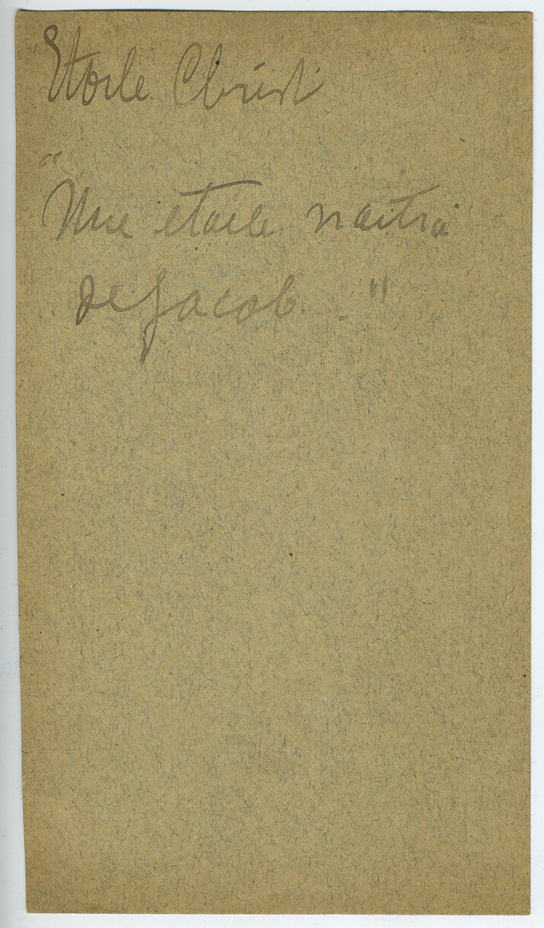 Etoile Christ
"
Une etoile naitra
de Jacob . "